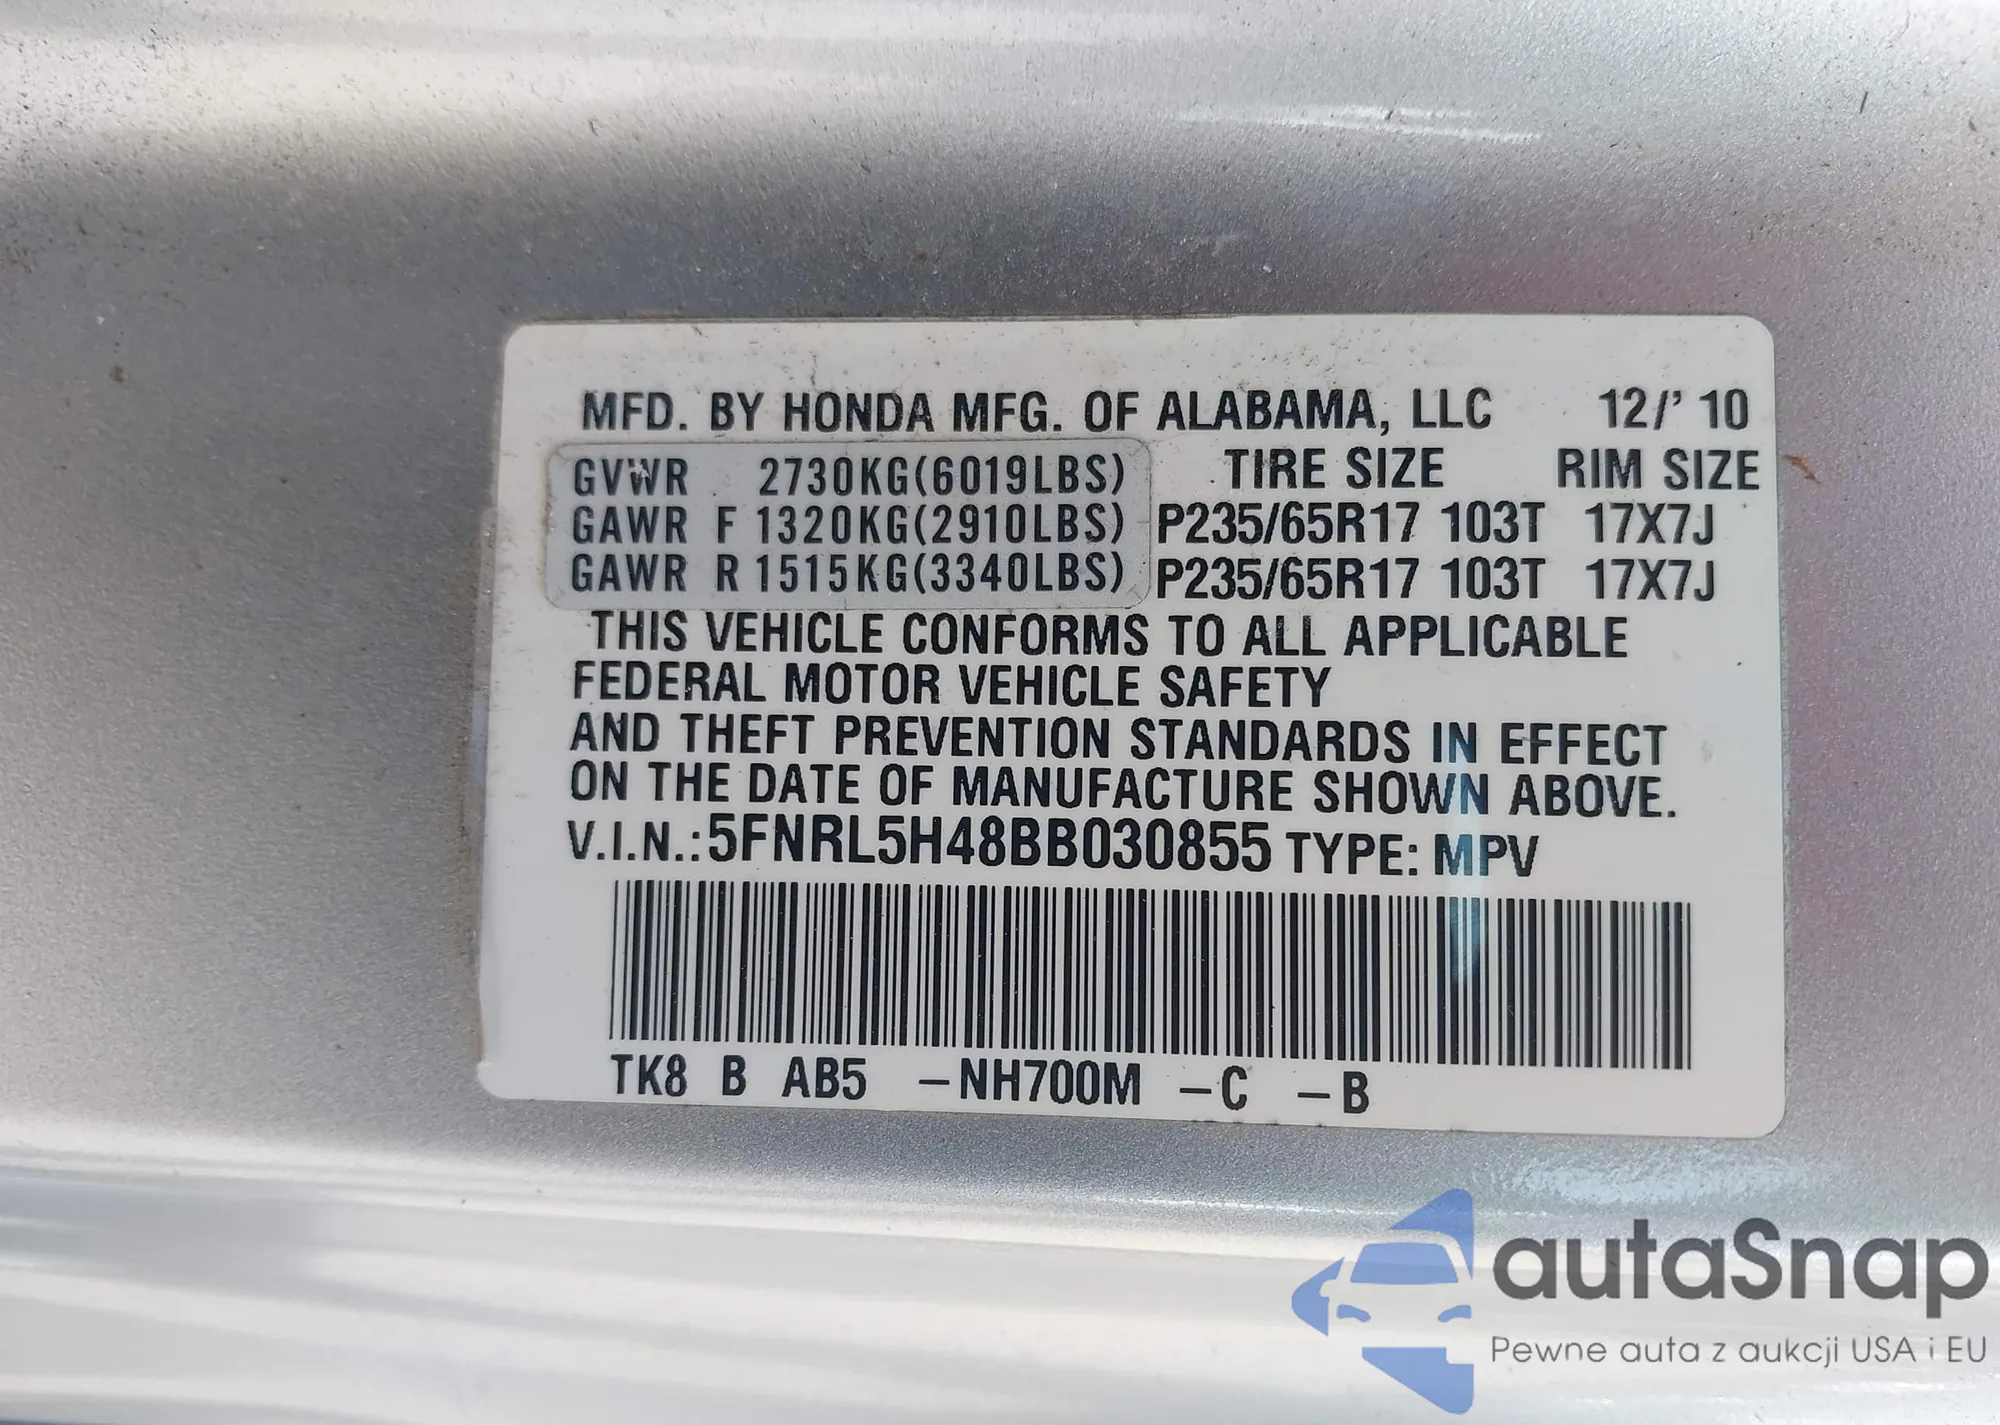 MFD. BY HONDA MFG. OF ALABAMA, LLC 12/' 10
GVWR 2730KG(6019LBS) TIRE SIZE RIM SIZE
GAWR F 1320KG(2910LBS) P235/65R17 103T 17X7J
GAWR R 1515KG(3340LBS) P235/65R17 103T 17X7J
THIS VEHICLE CONFORMS TO ALL APPLICABLE
FEDERAL MOTOR VEHICLE SAFETY
AND THEFT PREVENTION STANDARDS IN EFFECT
ON THE DATE OF MANUFACTURE SHOWN ABOVE.
V.I.N.: 5FNRL5H48BB030855 TYPE: MPV
TK8 B AB5 –NH700M –C –B
autaSnap
Pewne auta z aukcji USA i EU